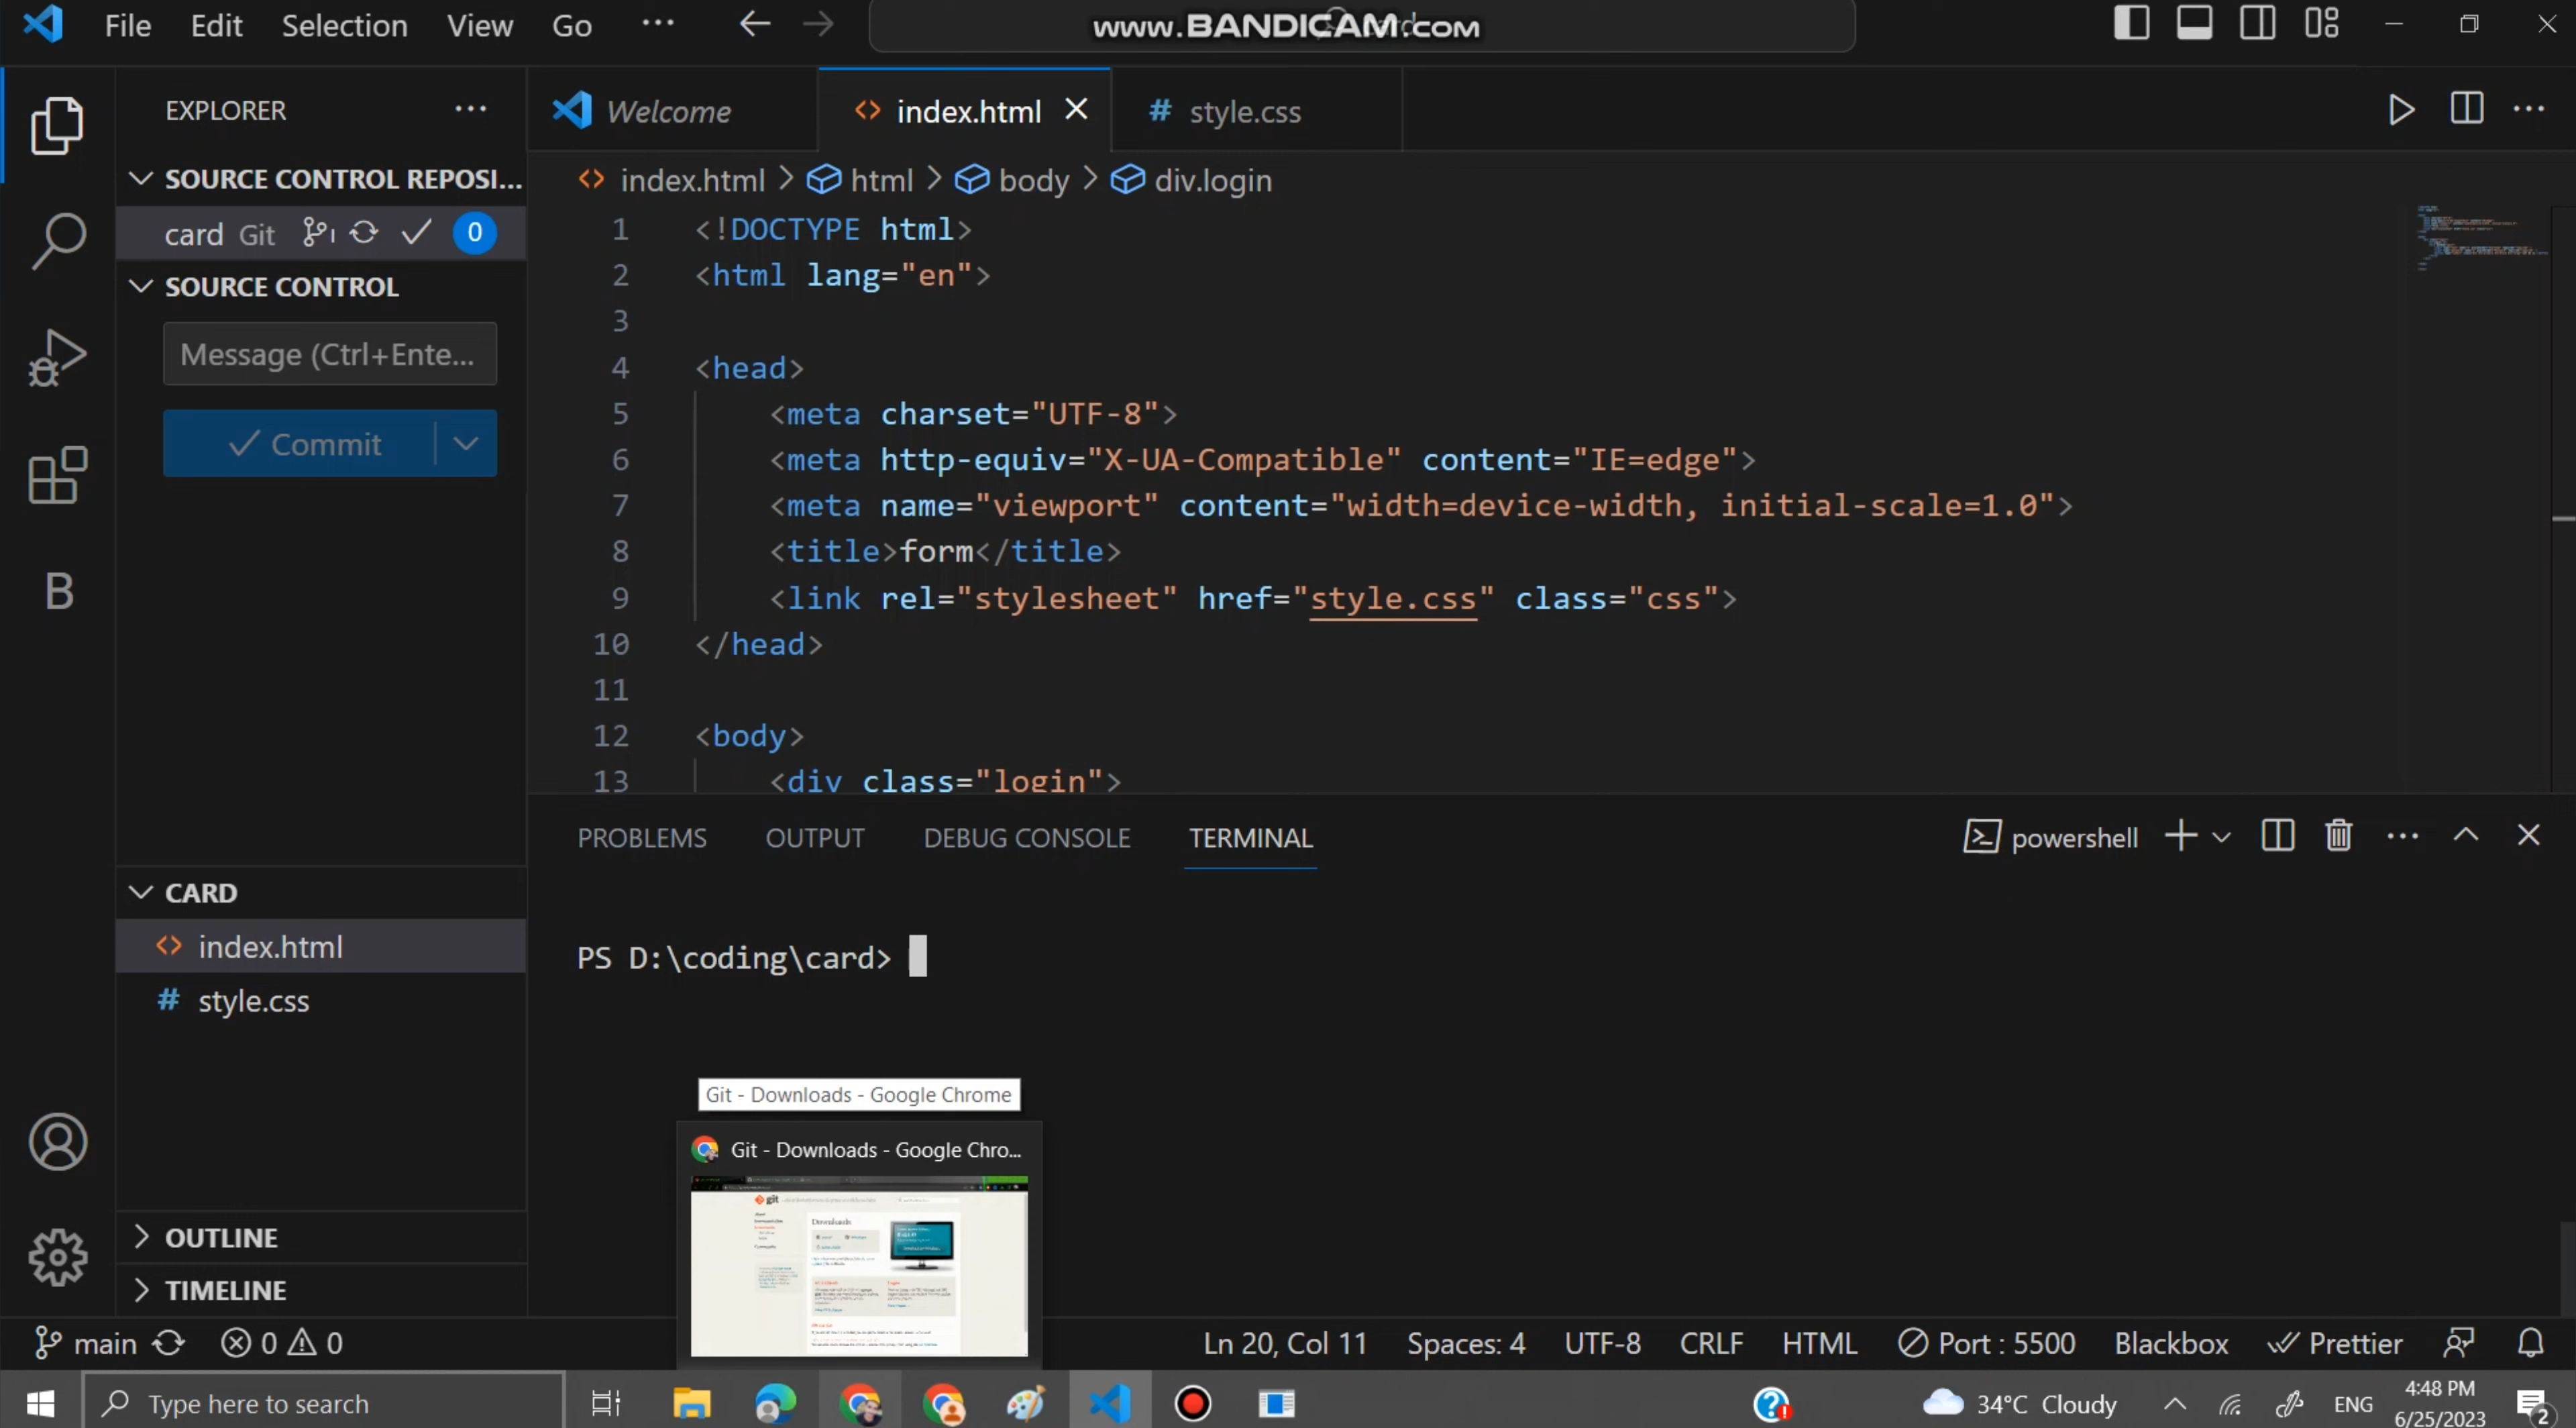 File Edit Selection View Go ...
www.BANDICAM.com
EXPLORER
SOURCE CONTROL REPOSI...
card Git 0
SOURCE CONTROL
Message (Ctrl+Ente...
Commit
CARD
index.html
# style.css
OUTLINE
TIMELINE
Welcome
index.html
# style.css
index.html > html > body > div.login
1 <!DOCTYPE html>
2 <html lang="en">
3
4 <head>
5 <meta charset="UTF-8">
6 <meta http-equiv="X-UA-Compatible" content="IE=edge">
7 <meta name="viewport" content="width=device-width, initial-scale=1.0">
8 <title>form</title>
9 <link rel="stylesheet" href="style.css" class="css">
10 </head>
11
12 <body>
13 <div class="login">
PROBLEMS OUTPUT DEBUG CONSOLE TERMINAL
powershell
PS D:\coding\card>
Git - Downloads - Google Chrome
Git - Downloads - Google Chro...
git
Downloads
main 0 0
Ln 20, Col 11 Spaces: 4 UTF-8 CRLF HTML Port : 5500 Blackbox Prettier
Type here to search
34°C Cloudy
ENG
4:48 PM
6/25/2023
2
B